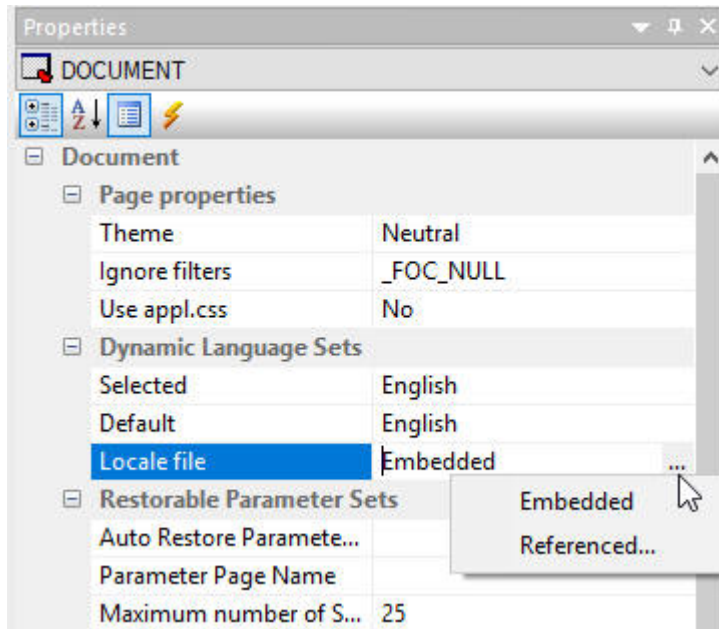 Properties
DOCUMENT
Document
Page properties
Theme Neutral
Ignore filters _FOC_NULL
Use appl.css No
Dynamic Language Sets
Selected English
Default English
Locale file Embedded ...
Restorable Parameter Sets
Embedded
Auto Restore Paramete...
Referenced...
Parameter Page Name
Maximum number of S... 25